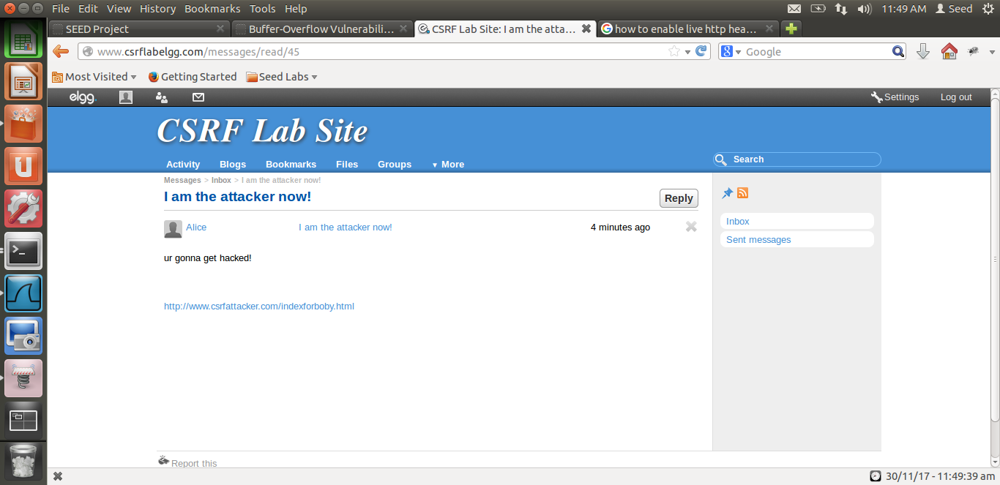 File Edit View History Bookmarks Tools Help
11:49 AM Seed
SEED Project
Buffer-Overflow Vulnerabili...
CSRF Lab Site: I am the atta...
how to enable live http hea...
www.csrflabelgg.com/messages/read/45
Google
Most Visited
Getting Started
Seed Labs
elgg.
Settings
Log out
CSRF Lab Site
Activity Blogs Bookmarks Files Groups ▼ More
Search
Messages > Inbox > I am the attacker now!
I am the attacker now!
Reply
Alice
I am the attacker now!
4 minutes ago
ur gonna get hacked!
http://www.csrfattacker.com/indexforboby.html
Inbox
Sent messages
Report this
30/11/17 - 11:49:39 am